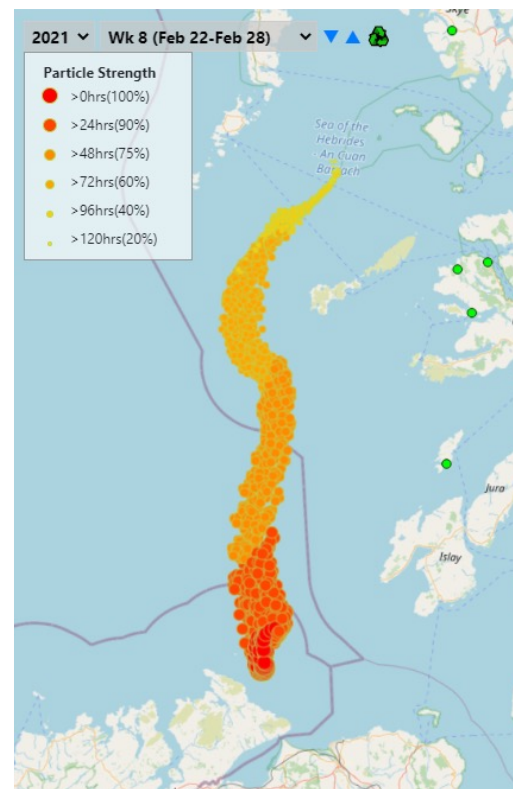 2021 Wk 8 (Feb 22-Feb 28)
Particle Strength
>0hrs(100%)
>24hrs(90%)
>48hrs(75%)
>72hrs(60%)
>96hrs(40%)
>120hrs(20%)
Skye
Sea of the
Hebrides
- An Cuan
Barrach
Jura
Islay